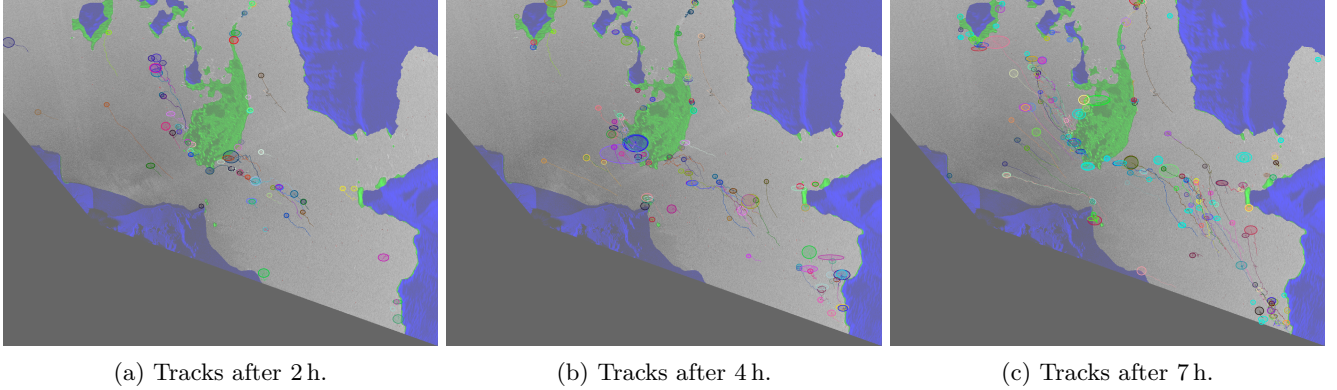 (a) Tracks after 2 h.
(b) Tracks after 4 h.
(c) Tracks after 7 h.